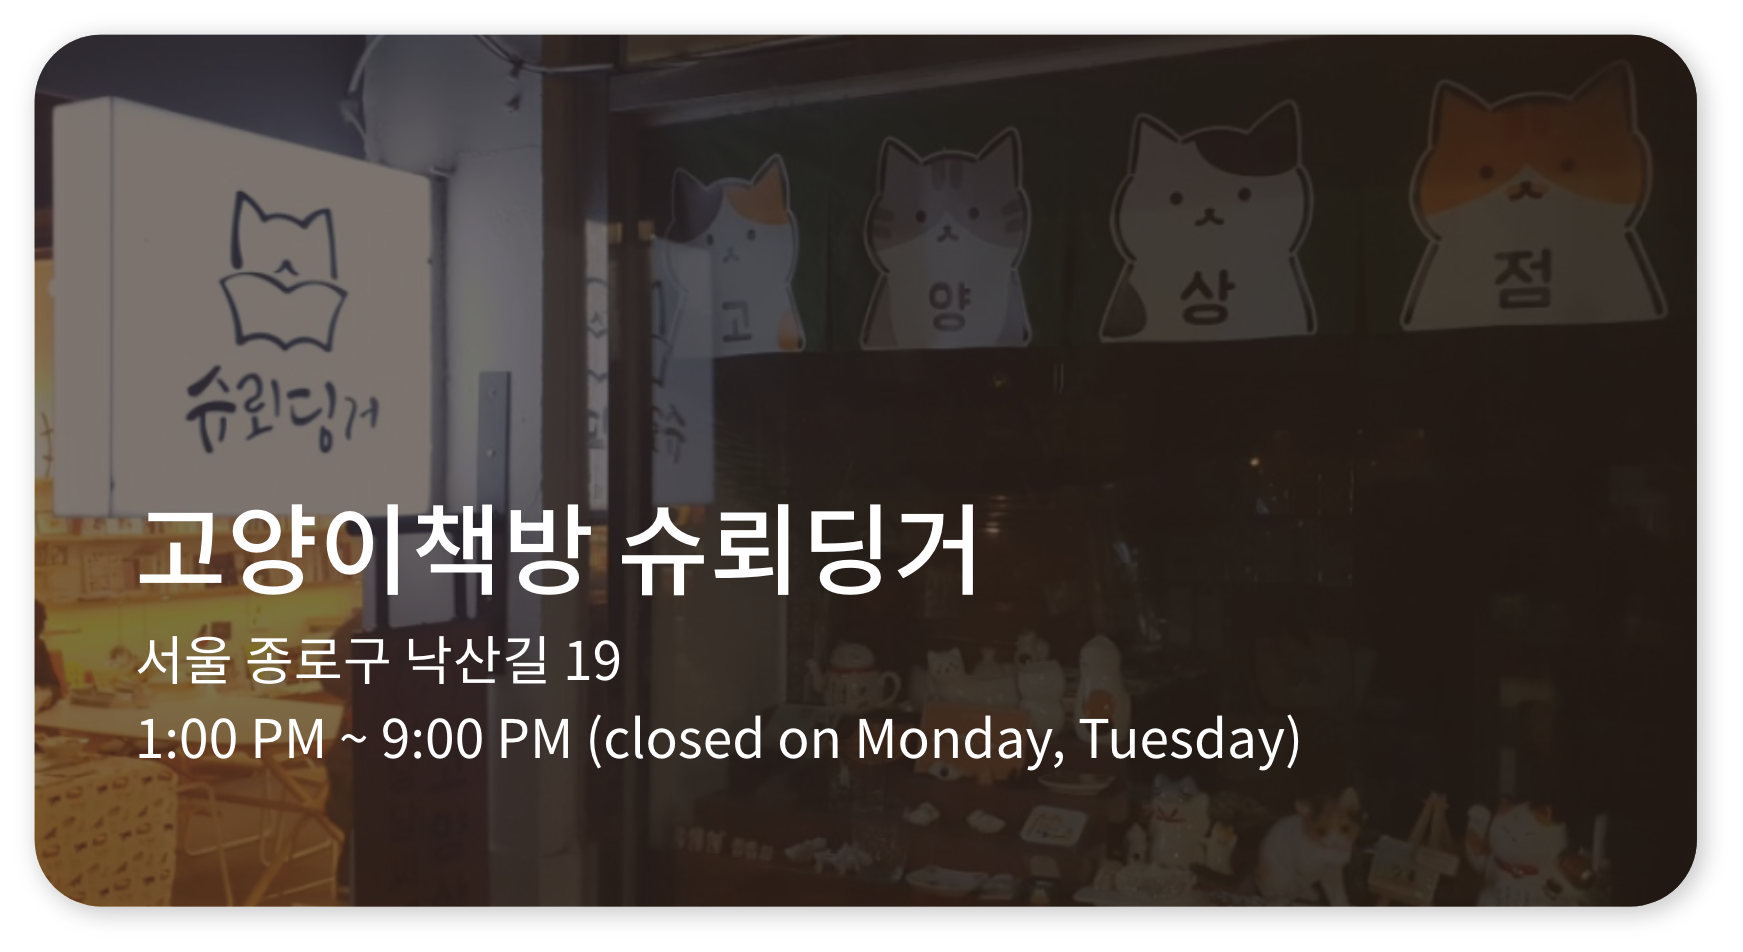 슈뢰딩거
고 양 상 점
고양이책방 슈뢰딩거
서울 종로구 낙산길 19
1:00 PM ~ 9:00 PM (closed on Monday, Tuesday)